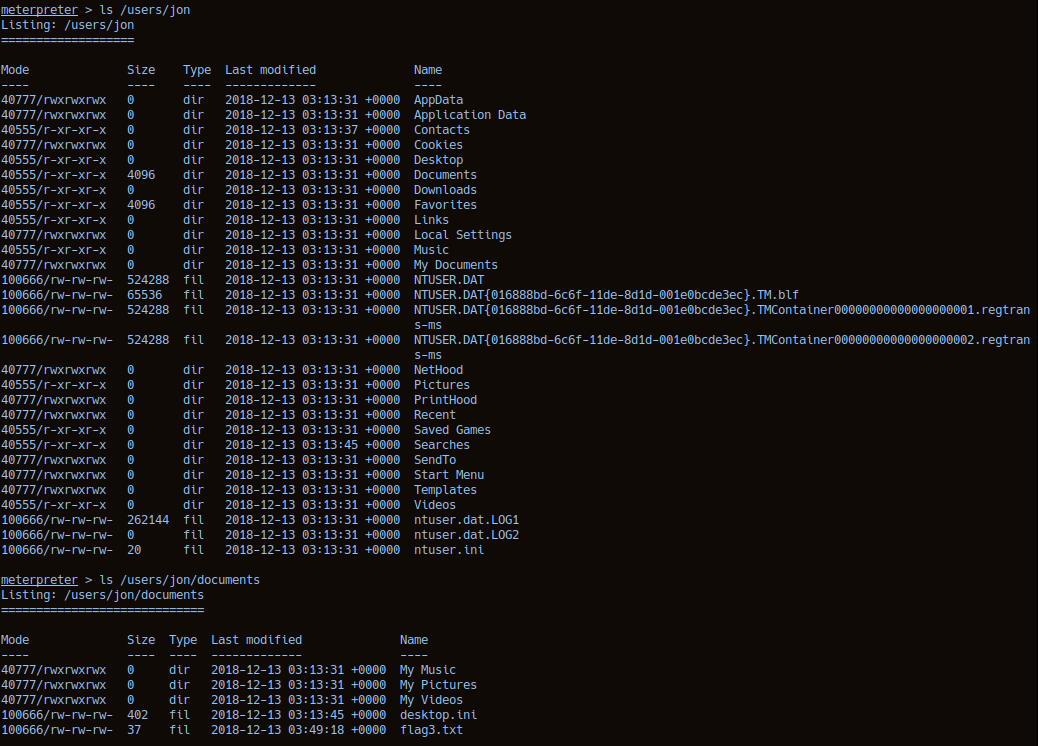 meterpreter > ls /users/jon
Listing: /users/jon
===================
Mode              Size    Type  Last modified              Name
----              ----    ----  -------------              ----
40777/rwxrwxrwx   0       dir   2018-12-13 03:13:31 +0000  AppData
40777/rwxrwxrwx   0       dir   2018-12-13 03:13:31 +0000  Application Data
40555/r-xr-xr-x   0       dir   2018-12-13 03:13:37 +0000  Contacts
40777/rwxrwxrwx   0       dir   2018-12-13 03:13:31 +0000  Cookies
40555/r-xr-xr-x   0       dir   2018-12-13 03:13:31 +0000  Desktop
40555/r-xr-xr-x   4096    dir   2018-12-13 03:13:31 +0000  Documents
40555/r-xr-xr-x   0       dir   2018-12-13 03:13:31 +0000  Downloads
40555/r-xr-xr-x   4096    dir   2018-12-13 03:13:31 +0000  Favorites
40555/r-xr-xr-x   0       dir   2018-12-13 03:13:31 +0000  Links
40777/rwxrwxrwx   0       dir   2018-12-13 03:13:31 +0000  Local Settings
40555/r-xr-xr-x   0       dir   2018-12-13 03:13:31 +0000  Music
40777/rwxrwxrwx   0       dir   2018-12-13 03:13:31 +0000  My Documents
100666/rw-rw-rw-  524288  fil   2018-12-13 03:13:31 +0000  NTUSER.DAT
100666/rw-rw-rw-  65536   fil   2018-12-13 03:13:31 +0000  NTUSER.DAT{016888bd-6c6f-11de-8d1d-001e0bcde3ec}.TM.blf
100666/rw-rw-rw-  524288  fil   2018-12-13 03:13:31 +0000  NTUSER.DAT{016888bd-6c6f-11de-8d1d-001e0bcde3ec}.TMContainer00000000000000000001.regtran
s-ms
100666/rw-rw-rw-  524288  fil   2018-12-13 03:13:31 +0000  NTUSER.DAT{016888bd-6c6f-11de-8d1d-001e0bcde3ec}.TMContainer00000000000000000002.regtran
s-ms
40777/rwxrwxrwx   0       dir   2018-12-13 03:13:31 +0000  NetHood
40555/r-xr-xr-x   0       dir   2018-12-13 03:13:31 +0000  Pictures
40777/rwxrwxrwx   0       dir   2018-12-13 03:13:31 +0000  PrintHood
40777/rwxrwxrwx   0       dir   2018-12-13 03:13:31 +0000  Recent
40555/r-xr-xr-x   0       dir   2018-12-13 03:13:31 +0000  Saved Games
40555/r-xr-xr-x   0       dir   2018-12-13 03:13:45 +0000  Searches
40777/rwxrwxrwx   0       dir   2018-12-13 03:13:31 +0000  SendTo
40777/rwxrwxrwx   0       dir   2018-12-13 03:13:31 +0000  Start Menu
40777/rwxrwxrwx   0       dir   2018-12-13 03:13:31 +0000  Templates
40555/r-xr-xr-x   0       dir   2018-12-13 03:13:31 +0000  Videos
100666/rw-rw-rw-  262144  fil   2018-12-13 03:13:31 +0000  ntuser.dat.LOG1
100666/rw-rw-rw-  0       fil   2018-12-13 03:13:31 +0000  ntuser.dat.LOG2
100666/rw-rw-rw-  20      fil   2018-12-13 03:13:31 +0000  ntuser.ini
meterpreter > ls /users/jon/documents
Listing: /users/jon/documents
=============================
Mode              Size  Type  Last modified              Name
----              ----  ----  -------------              ----
40777/rwxrwxrwx   0     dir   2018-12-13 03:13:31 +0000  My Music
40777/rwxrwxrwx   0     dir   2018-12-13 03:13:31 +0000  My Pictures
40777/rwxrwxrwx   0     dir   2018-12-13 03:13:31 +0000  My Videos
100666/rw-rw-rw-  402   fil   2018-12-13 03:13:45 +0000  desktop.ini
100666/rw-rw-rw-  37    fil   2018-12-13 03:49:18 +0000  flag3.txt